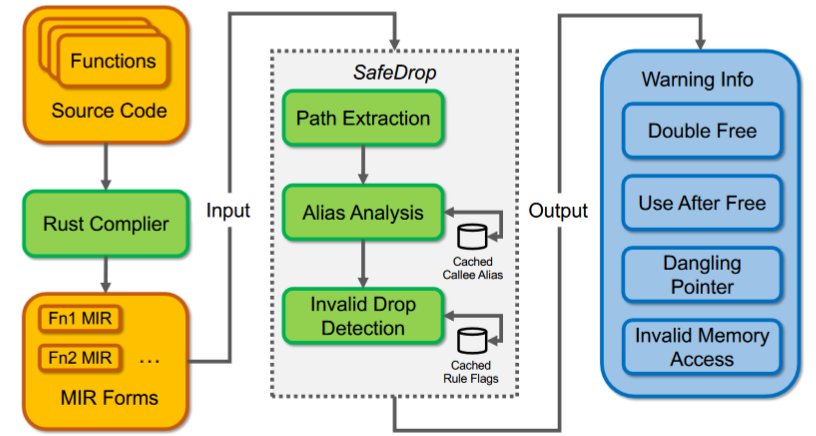 Functions
Source Code
Rust Complier
Fn1 MIR
Fn2 MIR
...
MIR Forms
Input
SafeDrop
Path Extraction
Alias Analysis
Cached
Callee Alias
Invalid Drop
Detection
Cached
Rule Flags
Output
Warning Info
Double Free
Use After Free
Dangling
Pointer
Invalid Memory
Access